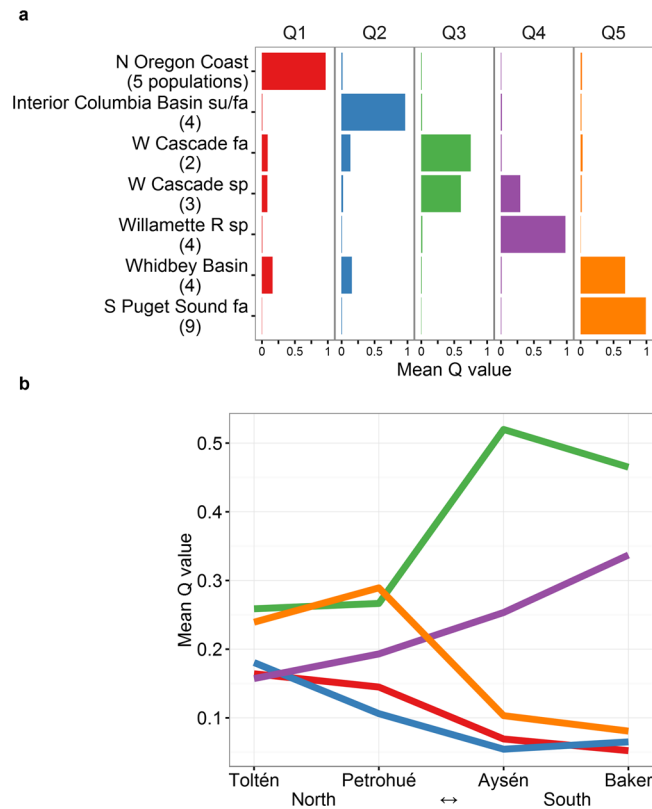 a
Q1 Q2 Q3 Q4 Q5
N Oregon Coast
(5 populations)
Interior Columbia Basin su/fa
(4)
W Cascade fa
(2)
W Cascade sp
(3)
Willamette R sp
(4)
Whidbey Basin
(4)
S Puget Sound fa
(9)
0 0.5 1 0 0.5 1 0 0.5 1 0 0.5 1 0 0.5 1
Mean Q value
b
Mean Q value
0.5
0.4
0.3
0.2
0.1
Toltén Petrohué Aysén Baker
North ↔ South